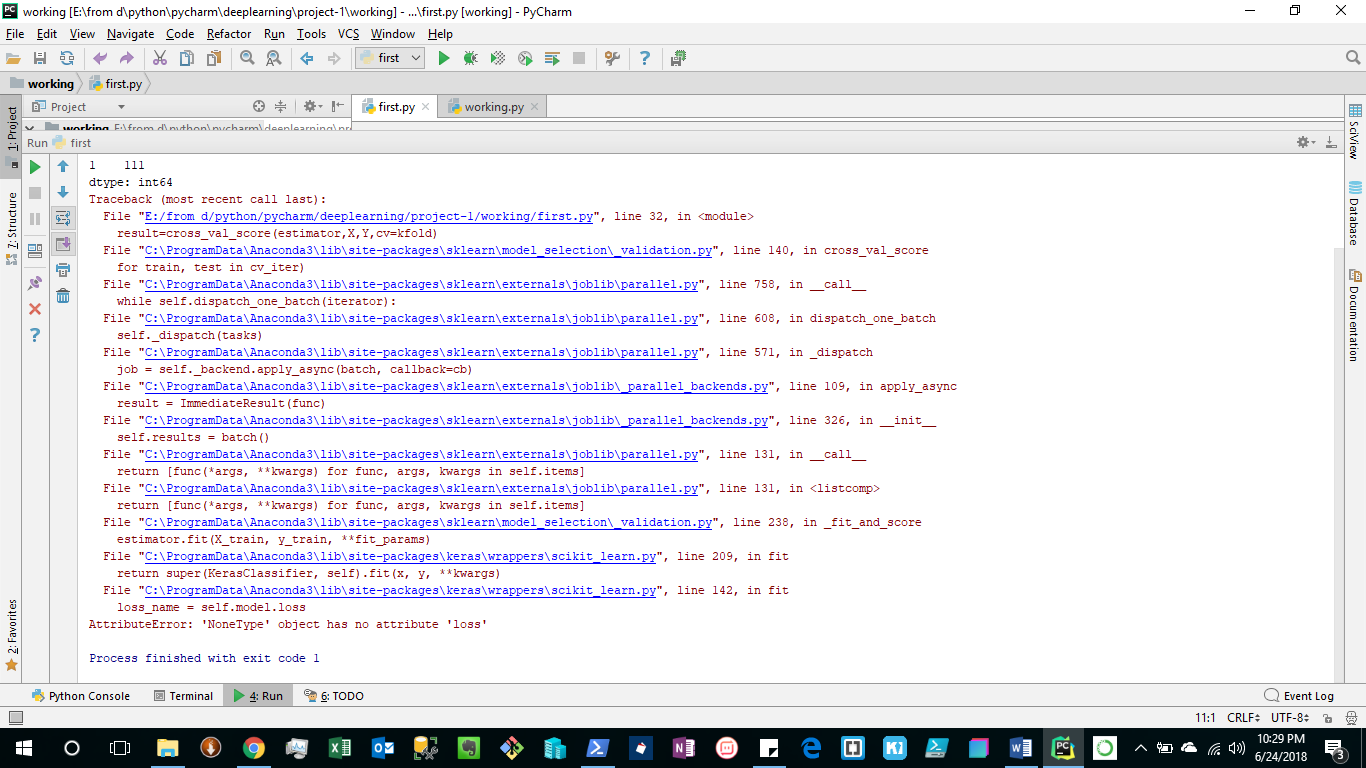 working [E:\from d\python\pycharm\deeplearning\project-1\working] - ...\first.py [working] - PyCharm
File Edit View Navigate Code Refactor Run Tools VCS Window Help
first
working first.py
Project first.py working.py
working E:\from d\python\pycharm\deeplearning\pr
Run first
1: Project
7: Structure
2: Favorites
SciView
Database
Documentation
1    111
dtype: int64
Traceback (most recent call last):
  File "E:/from d/python/pycharm/deeplearning/project-1/working/first.py", line 32, in <module>
    result=cross_val_score(estimator,X,Y,cv=kfold)
  File "C:\ProgramData\Anaconda3\lib\site-packages\sklearn\model_selection\_validation.py", line 140, in cross_val_score
    for train, test in cv_iter)
  File "C:\ProgramData\Anaconda3\lib\site-packages\sklearn\externals\joblib\parallel.py", line 758, in __call__
    while self.dispatch_one_batch(iterator):
  File "C:\ProgramData\Anaconda3\lib\site-packages\sklearn\externals\joblib\parallel.py", line 608, in dispatch_one_batch
    self._dispatch(tasks)
  File "C:\ProgramData\Anaconda3\lib\site-packages\sklearn\externals\joblib\parallel.py", line 571, in _dispatch
    job = self._backend.apply_async(batch, callback=cb)
  File "C:\ProgramData\Anaconda3\lib\site-packages\sklearn\externals\joblib\_parallel_backends.py", line 109, in apply_async
    result = ImmediateResult(func)
  File "C:\ProgramData\Anaconda3\lib\site-packages\sklearn\externals\joblib\_parallel_backends.py", line 326, in __init__
    self.results = batch()
  File "C:\ProgramData\Anaconda3\lib\site-packages\sklearn\externals\joblib\parallel.py", line 131, in __call__
    return [func(*args, **kwargs) for func, args, kwargs in self.items]
  File "C:\ProgramData\Anaconda3\lib\site-packages\sklearn\externals\joblib\parallel.py", line 131, in <listcomp>
    return [func(*args, **kwargs) for func, args, kwargs in self.items]
  File "C:\ProgramData\Anaconda3\lib\site-packages\sklearn\model_selection\_validation.py", line 238, in _fit_and_score
    estimator.fit(X_train, y_train, **fit_params)
  File "C:\ProgramData\Anaconda3\lib\site-packages\keras\wrappers\scikit_learn.py", line 209, in fit
    return super(KerasClassifier, self).fit(x, y, **kwargs)
  File "C:\ProgramData\Anaconda3\lib\site-packages\keras\wrappers\scikit_learn.py", line 142, in fit
    loss_name = self.model.loss
AttributeError: 'NoneType' object has no attribute 'loss'
Process finished with exit code 1
Python Console Terminal 4: Run 6: TODO Event Log
11:1 CRLF UTF-8
10:29 PM
6/24/2018
3